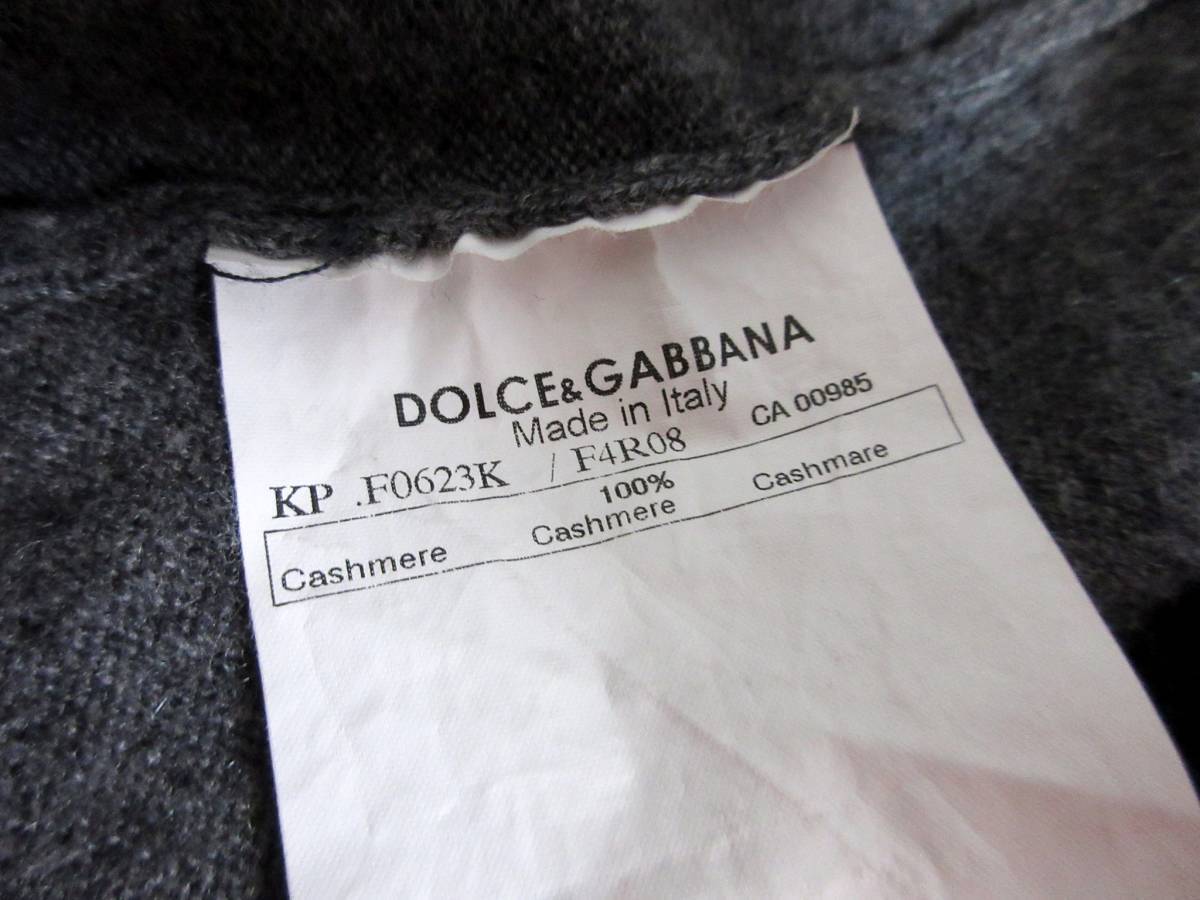 DOLCE&GABBANA
Made in Italy
KP .F0623K / F4R08 CA 00985
100%
Cashmere Cashmere Cashmare